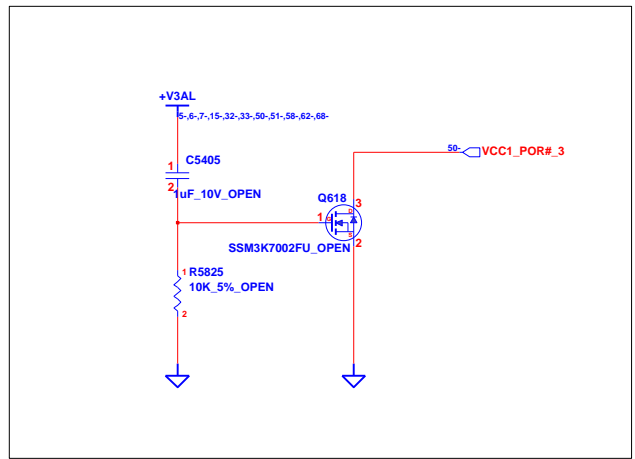 +V3AL
5-,6-,7-,15-,32-,33-,50-,51-,58-,62-,68-
1
C5405
2
1uF_10V_OPEN
50-
VCC1_POR#_3
Q618
3
1
G
D
S
2
SSM3K7002FU_OPEN
1
R5825
10K_5%_OPEN
2